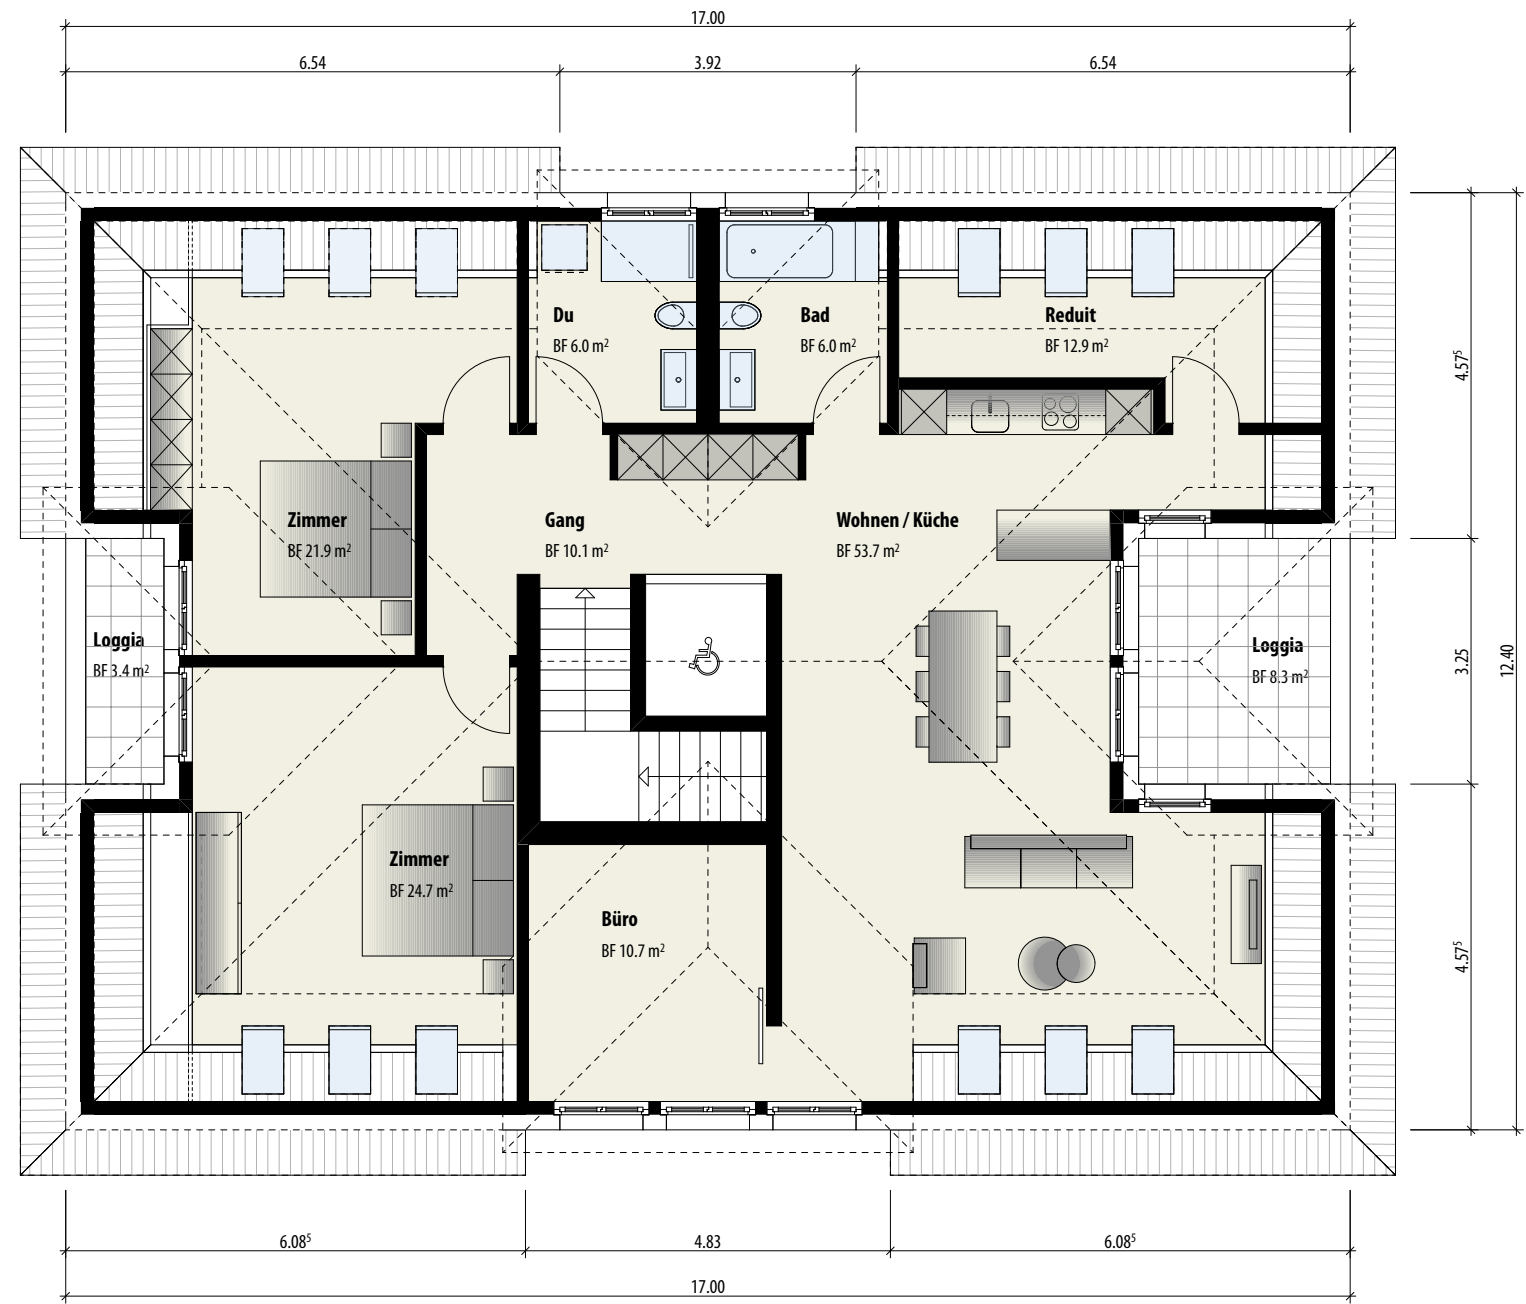 17.00
6.54
3.92
6.54
Du
BF 6.0 m²
Bad
BF 6.0 m²
Reduit
BF 12.9 m²
4.57⁵
Zimmer
BF 21.9 m²
Gang
BF 10.1 m²
Wohnen / Küche
BF 53.7 m²
Loggia
BF 3.4 m²
Loggia
BF 8.3 m²
3.25
12.40
Zimmer
BF 24.7 m²
Büro
BF 10.7 m²
4.57⁵
6.08⁵
4.83
6.08⁵
17.00